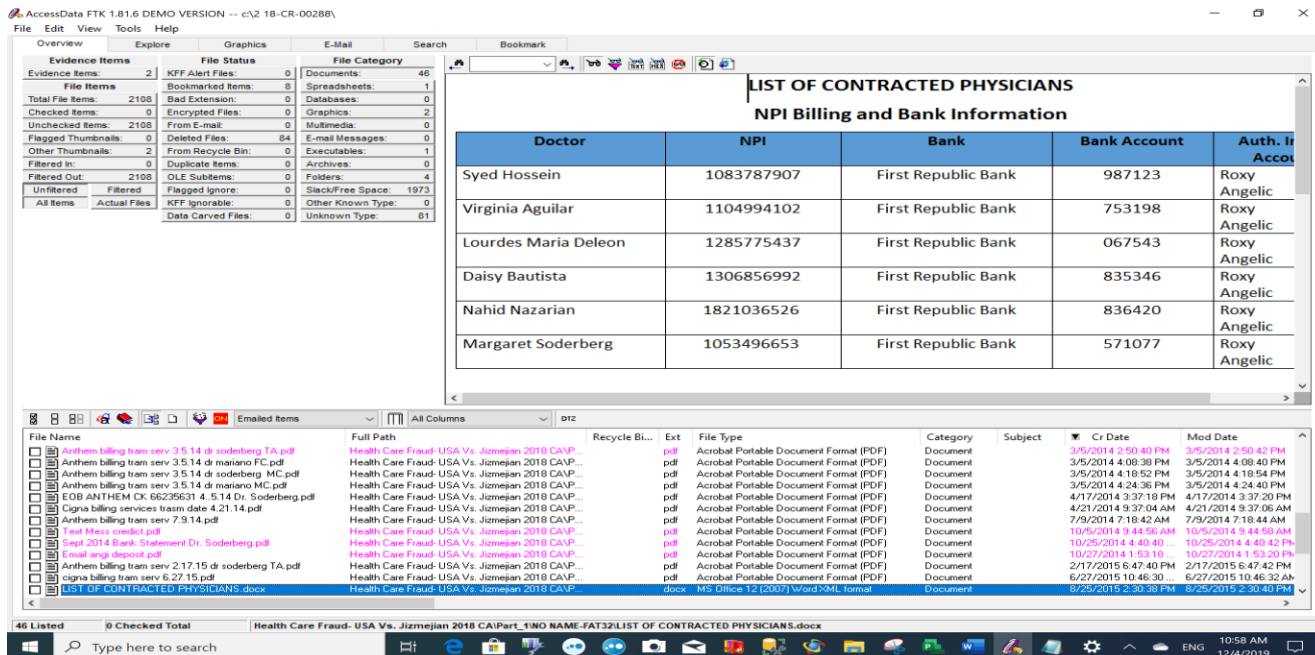 AccessData FTK 1.81.6 DEMO VERSION -- c:\2 18-CR-00288\
File Edit View Tools Help
Overview Explore Graphics E-Mail Search Bookmark
Evidence Items File Status File Category
Evidence Items: 2 KFF Alert Files: 0 Documents: 46
File Items Bookmarked Items: 8 Spreadsheets: 1
Total File Items: 2108 Bad Extension: 0 Databases: 0
Checked Items: 0 Encrypted Files: 0 Graphics: 2
Unchecked Items: 2108 From E-mail: 0 Multimedia: 0
Flagged Thumbnails: 0 Deleted Files: 84 E-mail Messages: 0
Other Thumbnails: 2 From Recycle Bin: 0 Executables: 1
Filtered In: 0 Duplicate Items: 0 Archives: 0
Filtered Out: 2108 OLE Subitems: 0 Folders: 4
Unfiltered Filtered Flagged Ignore: 0 Slack/Free Space: 1973
All Items Actual Files KFF Ignorable: 0 Other Known Type: 0
Data Carved Files: 0 Unknown Type: 81
LIST OF CONTRACTED PHYSICIANS
NPI Billing and Bank Information
Doctor NPI Bank Bank Account Auth. In
Accou
Syed Hossein 1083787907 First Republic Bank 987123 Roxy
Angelic
Virginia Aguilar 1104994102 First Republic Bank 753198 Roxy
Angelic
Lourdes Maria Deleon 1285775437 First Republic Bank 067543 Roxy
Angelic
Daisy Bautista 1306856992 First Republic Bank 835346 Roxy
Angelic
Nahid Nazarian 1821036526 First Republic Bank 836420 Roxy
Angelic
Margaret Soderberg 1053496653 First Republic Bank 571077 Roxy
Angelic
ON Emailed Items All Columns DTZ
File Name Full Path Recycle Bi... Ext File Type Category Subject Cr Date Mod Date
Anthem billing tram serv 3.5.14 dr soderberg TA.pdf Health Care Fraud- USA Vs. Jizmejian 2018 CA\P... pdf Acrobat Portable Document Format (PDF) Document 3/5/2014 2:50:40 PM 3/5/2014 2:50:42 PM
Anthem billing tram serv 3.5.14 dr mariano FC.pdf Health Care Fraud- USA Vs. Jizmejian 2018 CA\P... pdf Acrobat Portable Document Format (PDF) Document 3/5/2014 4:08:38 PM 3/5/2014 4:08:40 PM
Anthem billing tram serv 3.5.14 dr soderberg MC.pdf Health Care Fraud- USA Vs. Jizmejian 2018 CA\P... pdf Acrobat Portable Document Format (PDF) Document 3/5/2014 4:18:52 PM 3/5/2014 4:18:54 PM
Anthem billing tram serv 3.5.14 dr mariano MC.pdf Health Care Fraud- USA Vs. Jizmejian 2018 CA\P... pdf Acrobat Portable Document Format (PDF) Document 3/5/2014 4:24:36 PM 3/5/2014 4:24:40 PM
EOB ANTHEM CK 66235631 4..5.14 Dr. Soderberg.pdf Health Care Fraud- USA Vs. Jizmejian 2018 CA\P... pdf Acrobat Portable Document Format (PDF) Document 4/17/2014 3:37:18 PM 4/17/2014 3:37:20 PM
Cigna billing services trasm date 4.21.14.pdf Health Care Fraud- USA Vs. Jizmejian 2018 CA\P... pdf Acrobat Portable Document Format (PDF) Document 4/21/2014 9:37:04 AM 4/21/2014 9:37:06 AM
Anthem billing tram serv 7.9.14.pdf Health Care Fraud- USA Vs. Jizmejian 2018 CA\P... pdf Acrobat Portable Document Format (PDF) Document 7/9/2014 7:18:42 AM 7/9/2014 7:18:44 AM
Text Mess credict.pdf Health Care Fraud- USA Vs. Jizmejian 2018 CA\P... pdf Acrobat Portable Document Format (PDF) Document 10/5/2014 9:44:56 AM 10/5/2014 9:44:58 AM
Sept 2014 Bank Statement Dr. Soderberg.pdf Health Care Fraud- USA Vs. Jizmejian 2018 CA\P... pdf Acrobat Portable Document Format (PDF) Document 10/25/2014 4:40:40 ... 10/25/2014 4:40:42 PM
Email angi deposit.pdf Health Care Fraud- USA Vs. Jizmejian 2018 CA\P... pdf Acrobat Portable Document Format (PDF) Document 10/27/2014 1:53:18 ... 10/27/2014 1:53:20 PM
Anthem billing tram serv 2.17.15 dr soderberg TA.pdf Health Care Fraud- USA Vs. Jizmejian 2018 CA\P... pdf Acrobat Portable Document Format (PDF) Document 2/17/2015 6:47:40 PM 2/17/2015 6:47:42 PM
cigna billing tram serv 6.27.15.pdf Health Care Fraud- USA Vs. Jizmejian 2018 CA\P... pdf Acrobat Portable Document Format (PDF) Document 6/27/2015 10:46:30 ... 6/27/2015 10:46:32 AM
LIST OF CONTRACTED PHYSICIANS.docx Health Care Fraud- USA Vs. Jizmejian 2018 CA\P... docx MS Office 12 (2007) Word XML format Document 8/25/2015 2:30:38 PM 8/25/2015 2:30:40 PM
46 Listed 0 Checked Total Health Care Fraud- USA Vs. Jizmejian 2018 CA\Part_1\NO NAME-FAT32\LIST OF CONTRACTED PHYSICIANS.docx
Type here to search ENG 10:58 AM
12/4/2019